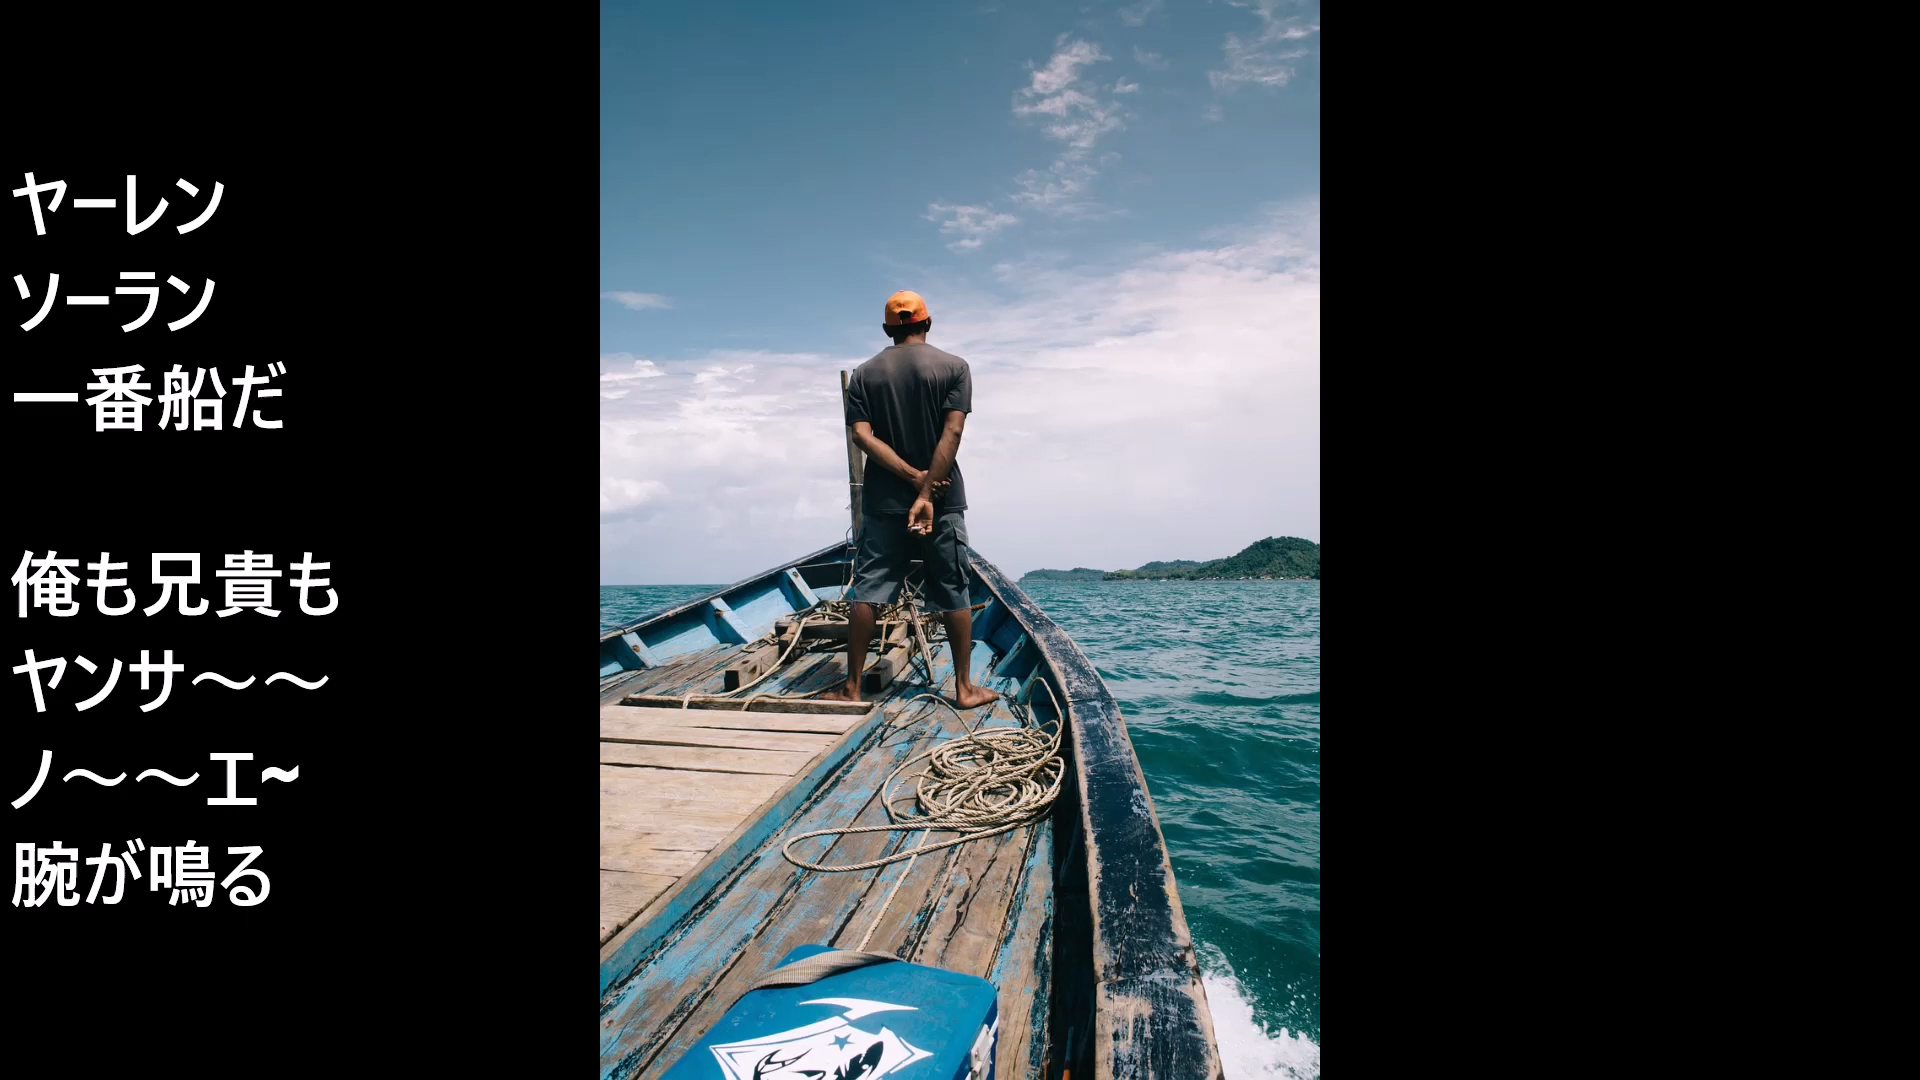 ヤーレン
ソーラン
一番船だ
俺も兄貴も
ヤンサ～～
ノ～～エ~
腕が鳴る